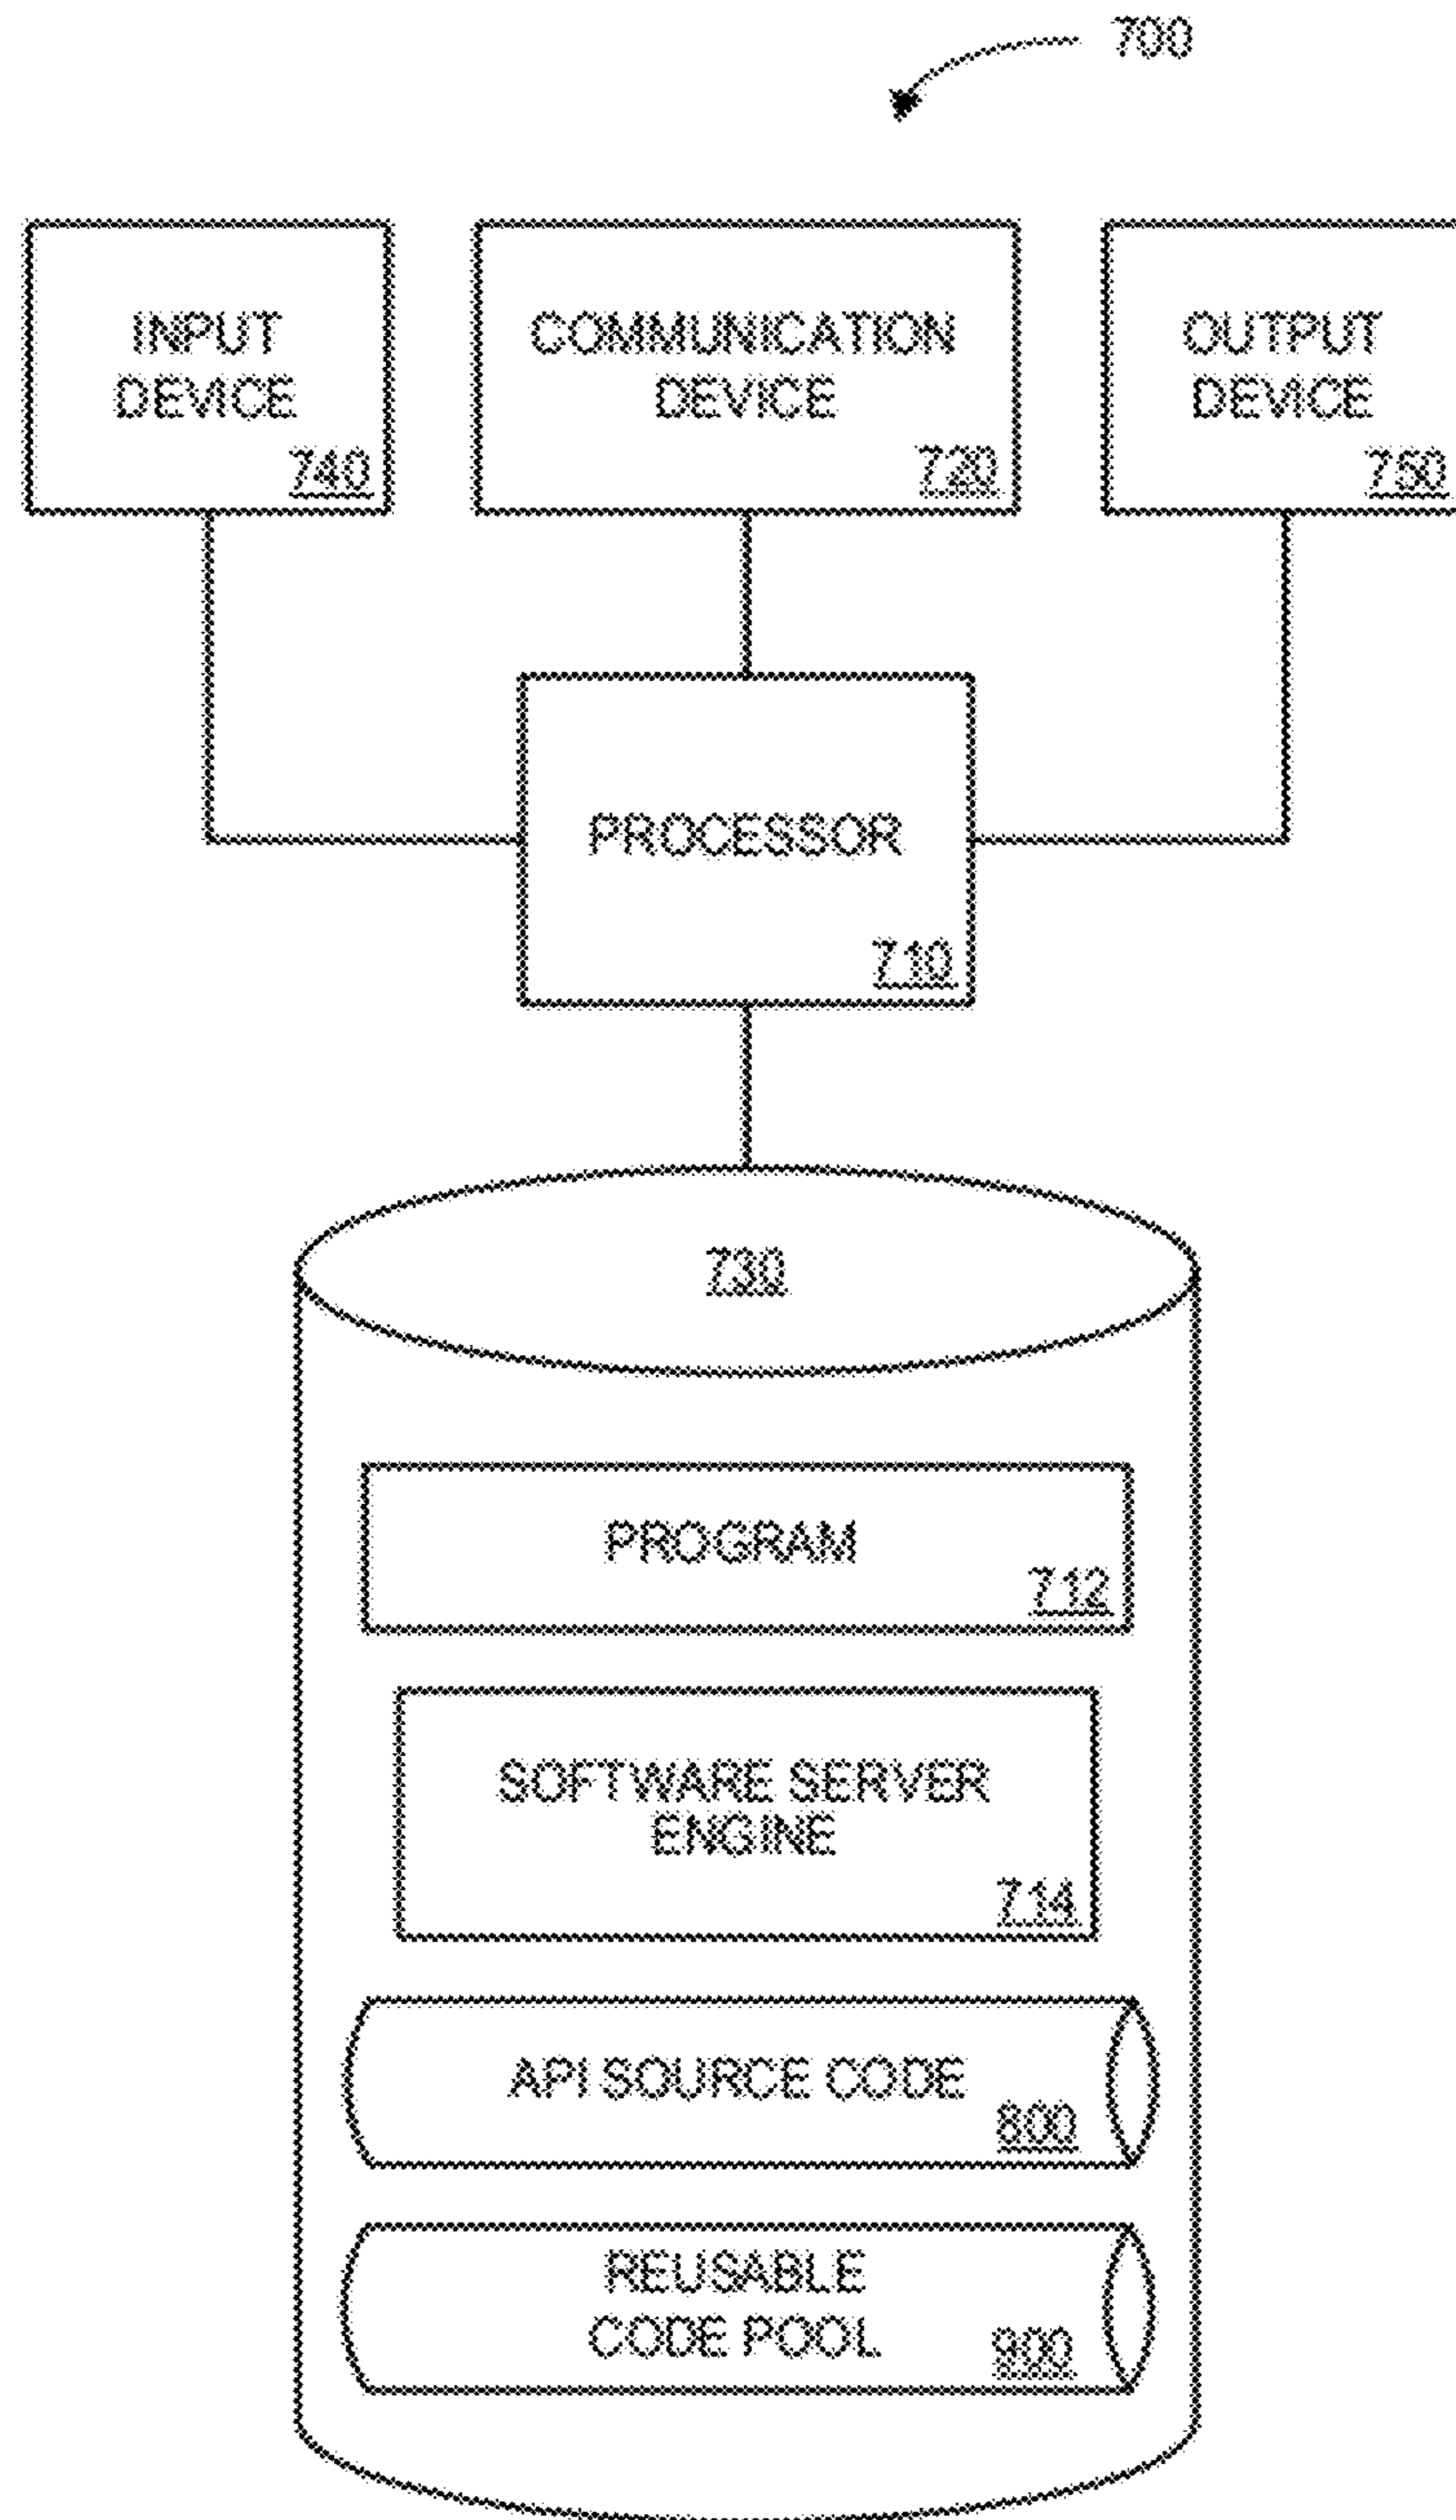 700
INPUT
DEVICE
740
COMMUNICATION
DEVICE
720
OUTPUT
DEVICE
750
PROCESSOR
710
730
PROGRAM
712
SOFTWARE SERVER
ENGINE
714
API SOURCE CODE
800
REUSABLE
CODE POOL
900